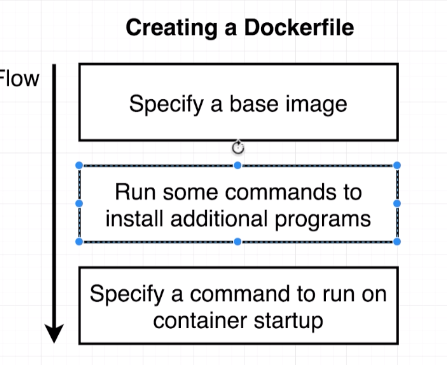 Creating a Dockerfile
Flow
Specify a base image
Run some commands to
install additional programs
Specify a command to run on
container startup